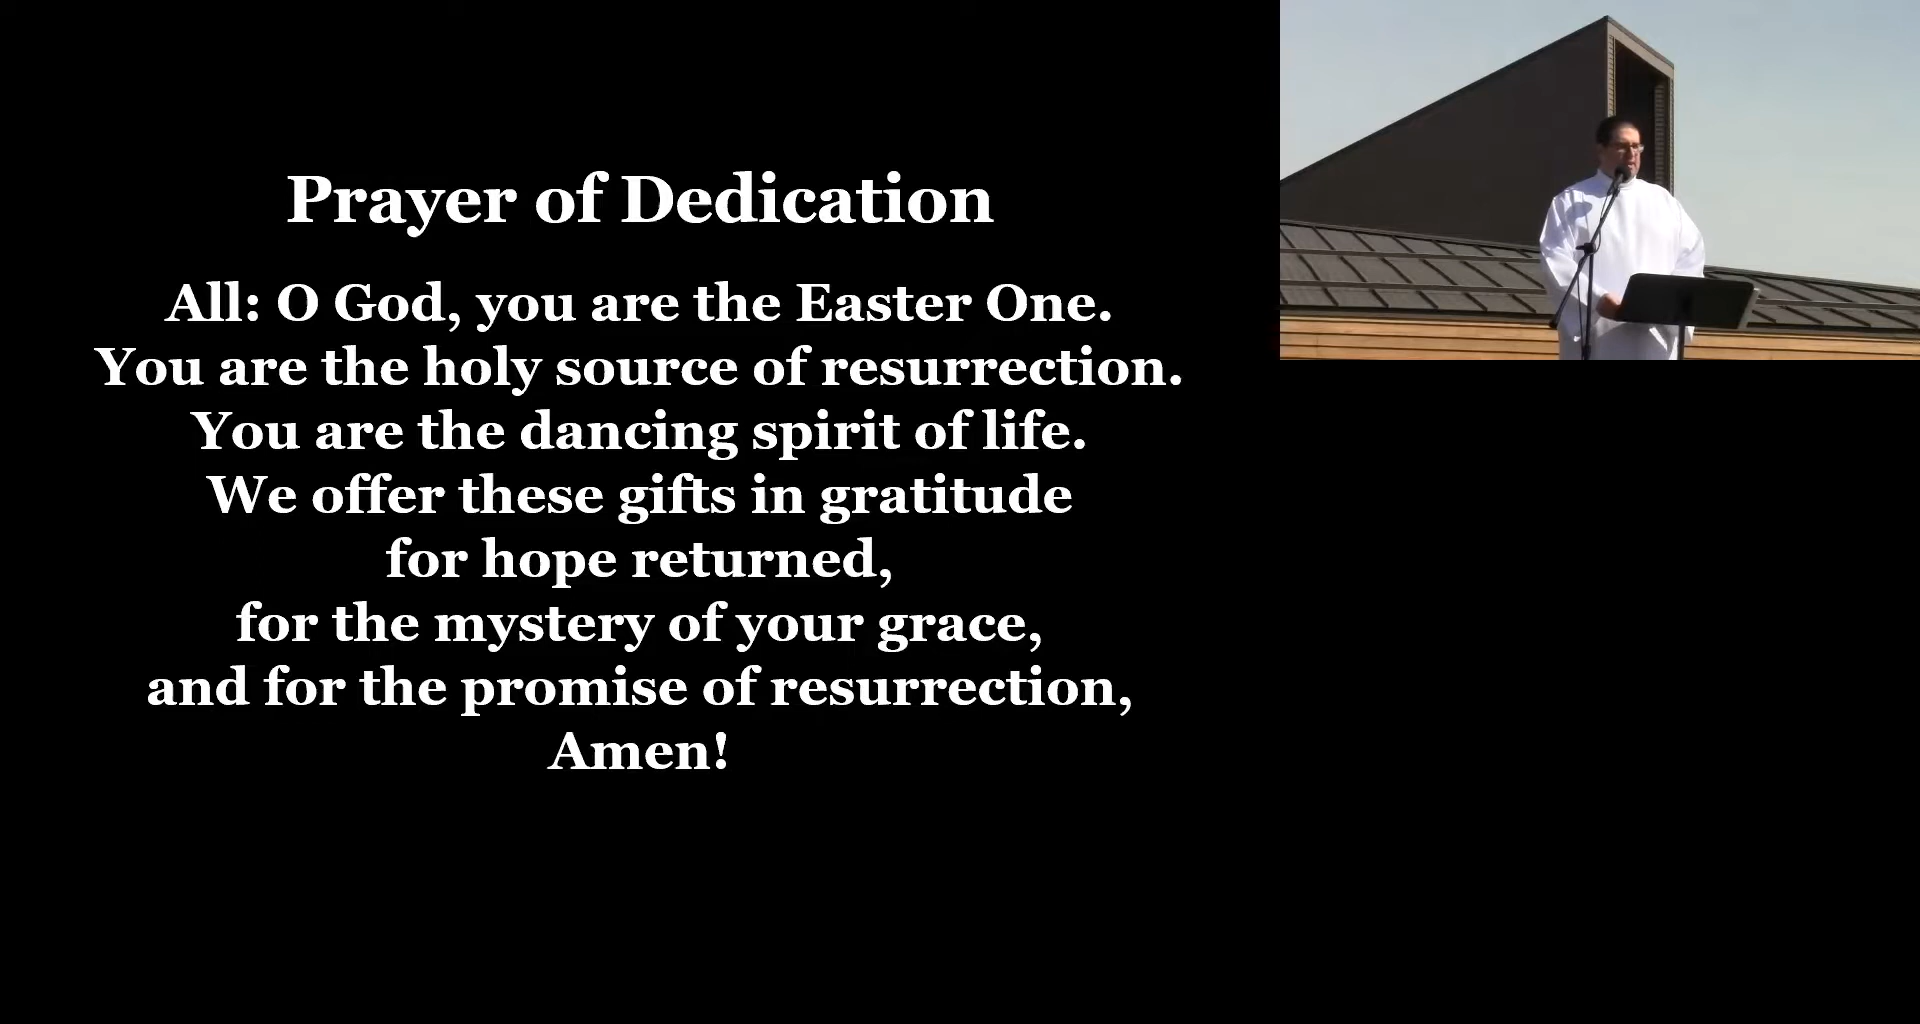 Prayer of Dedication
All: O God, you are the Easter One.
You are the holy source of resurrection.
You are the dancing spirit of life.
We offer these gifts in gratitude
for hope returned,
for the mystery of your grace,
and for the promise of resurrection,
Amen!